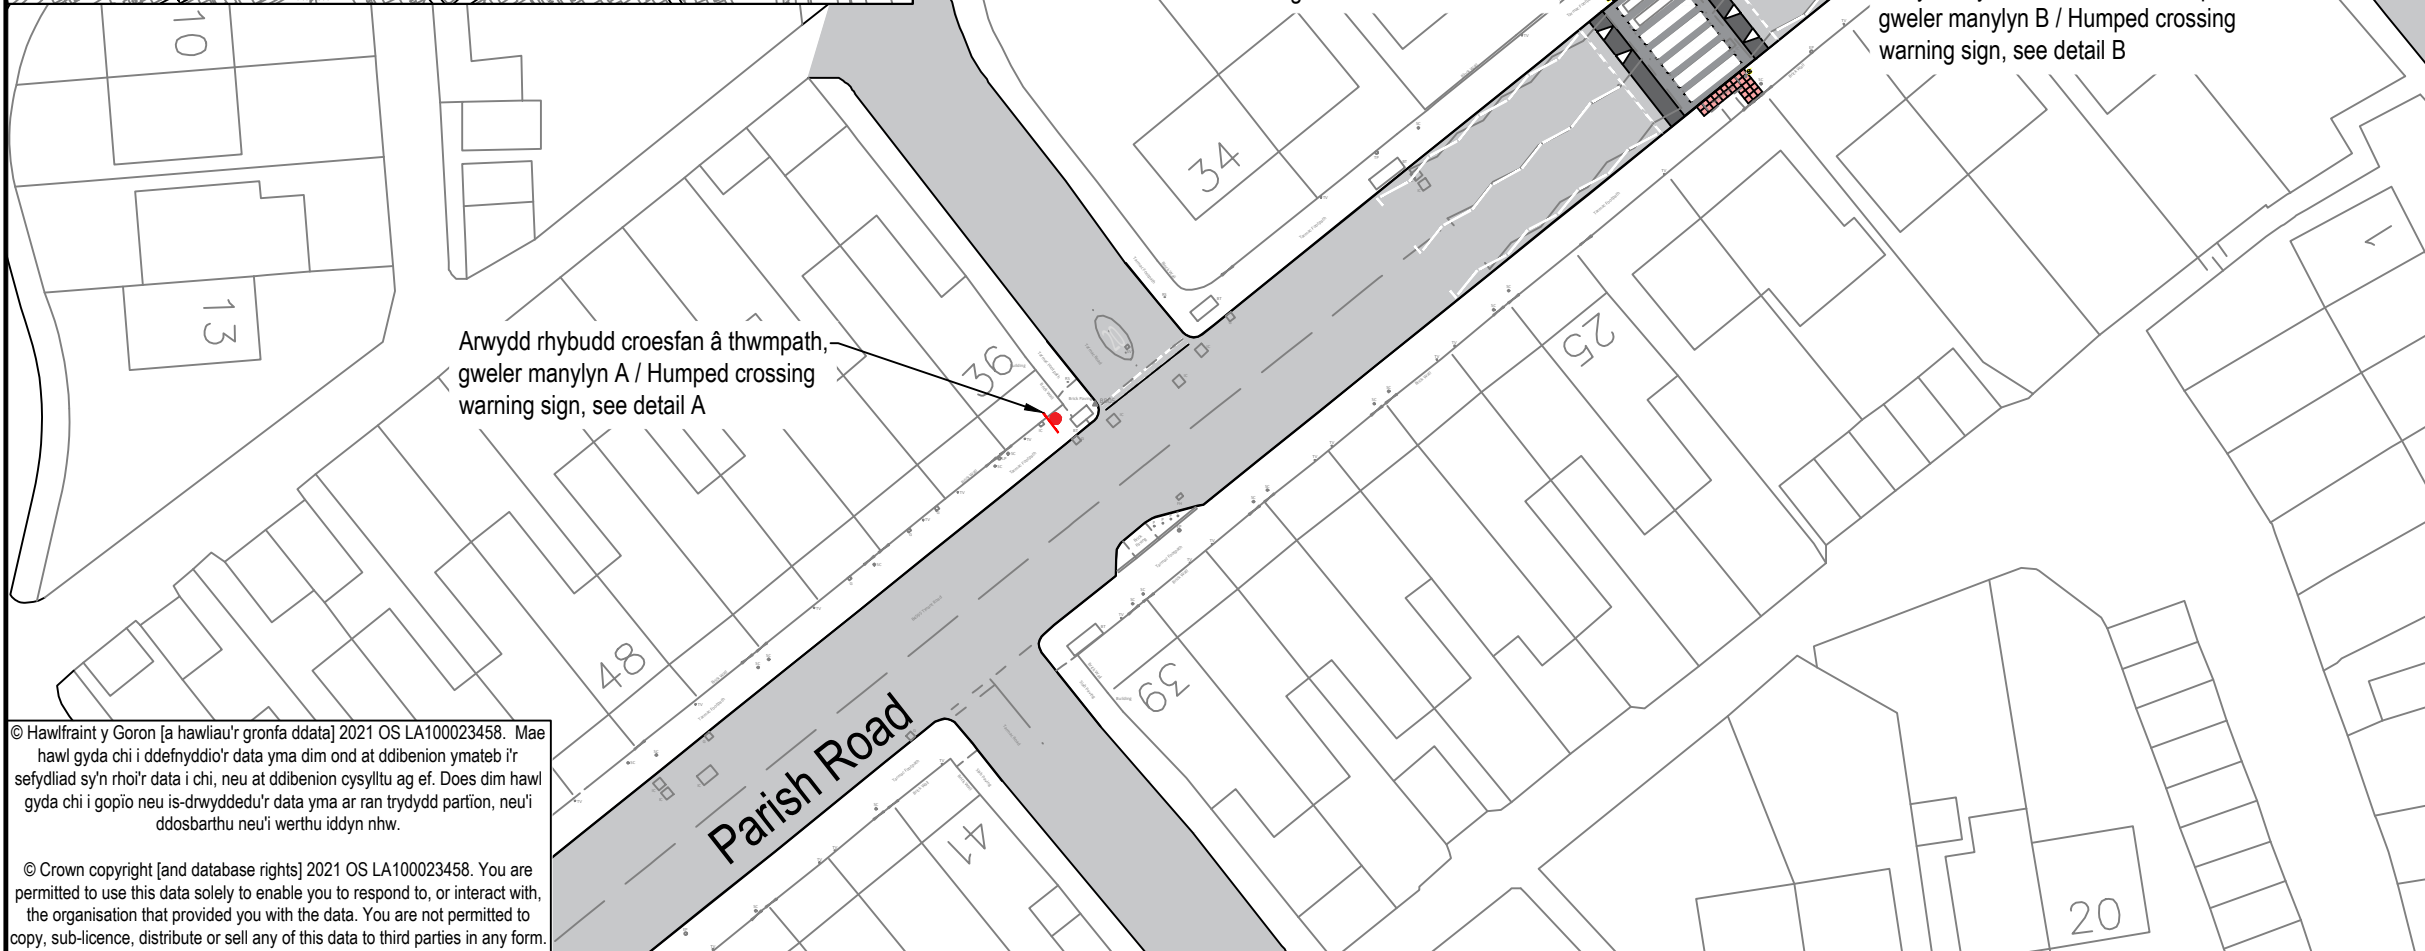 gweler manylyn B / Humped crossing
warning sign, see detail B
10
34
1
13
25
Arwydd rhybudd croesfan â thwmpath,
gweler manylyn A / Humped crossing
warning sign, see detail A
36
48
39
Parish Road
41
20
© Hawlfraint y Goron [a hawliau'r gronfa ddata] 2021 OS LA100023458. Mae
hawl gyda chi i ddefnyddio'r data yma dim ond at ddibenion ymateb i'r
sefydliad sy'n rhoi'r data i chi, neu at ddibenion cysylltu ag ef. Does dim hawl
gyda chi i gopïo neu is-drwyddedu'r data yma ar ran trydydd partïon, neu'i
ddosbarthu neu'i werthu iddyn nhw.
© Crown copyright [and database rights] 2021 OS LA100023458. You are
permitted to use this data solely to enable you to respond to, or interact with,
the organisation that provided you with the data. You are not permitted to
copy, sub-licence, distribute or sell any of this data to third parties in any form.